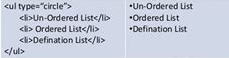 <ul type="circle">
<li>Un-Ordered List</li>
<li> Ordered List</li>
<li>Defination List</li>
</ul>
•Un-Ordered List
•Ordered List
•Defination List